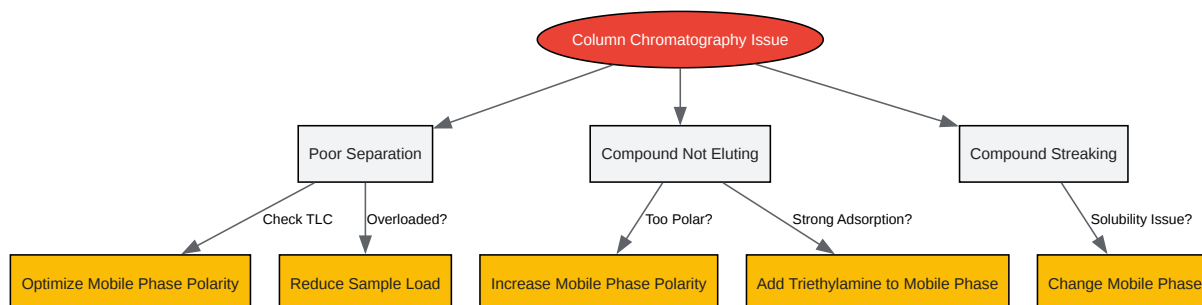 Column Chromatography Issue
Poor Separation
Compound Not Eluting
Compound Streaking
Check TLC
Overloaded?
Too Polar?
Strong Adsorption?
Solubility Issue?
Optimize Mobile Phase Polarity
Reduce Sample Load
Increase Mobile Phase Polarity
Add Triethylamine to Mobile Phase
Change Mobile Phase